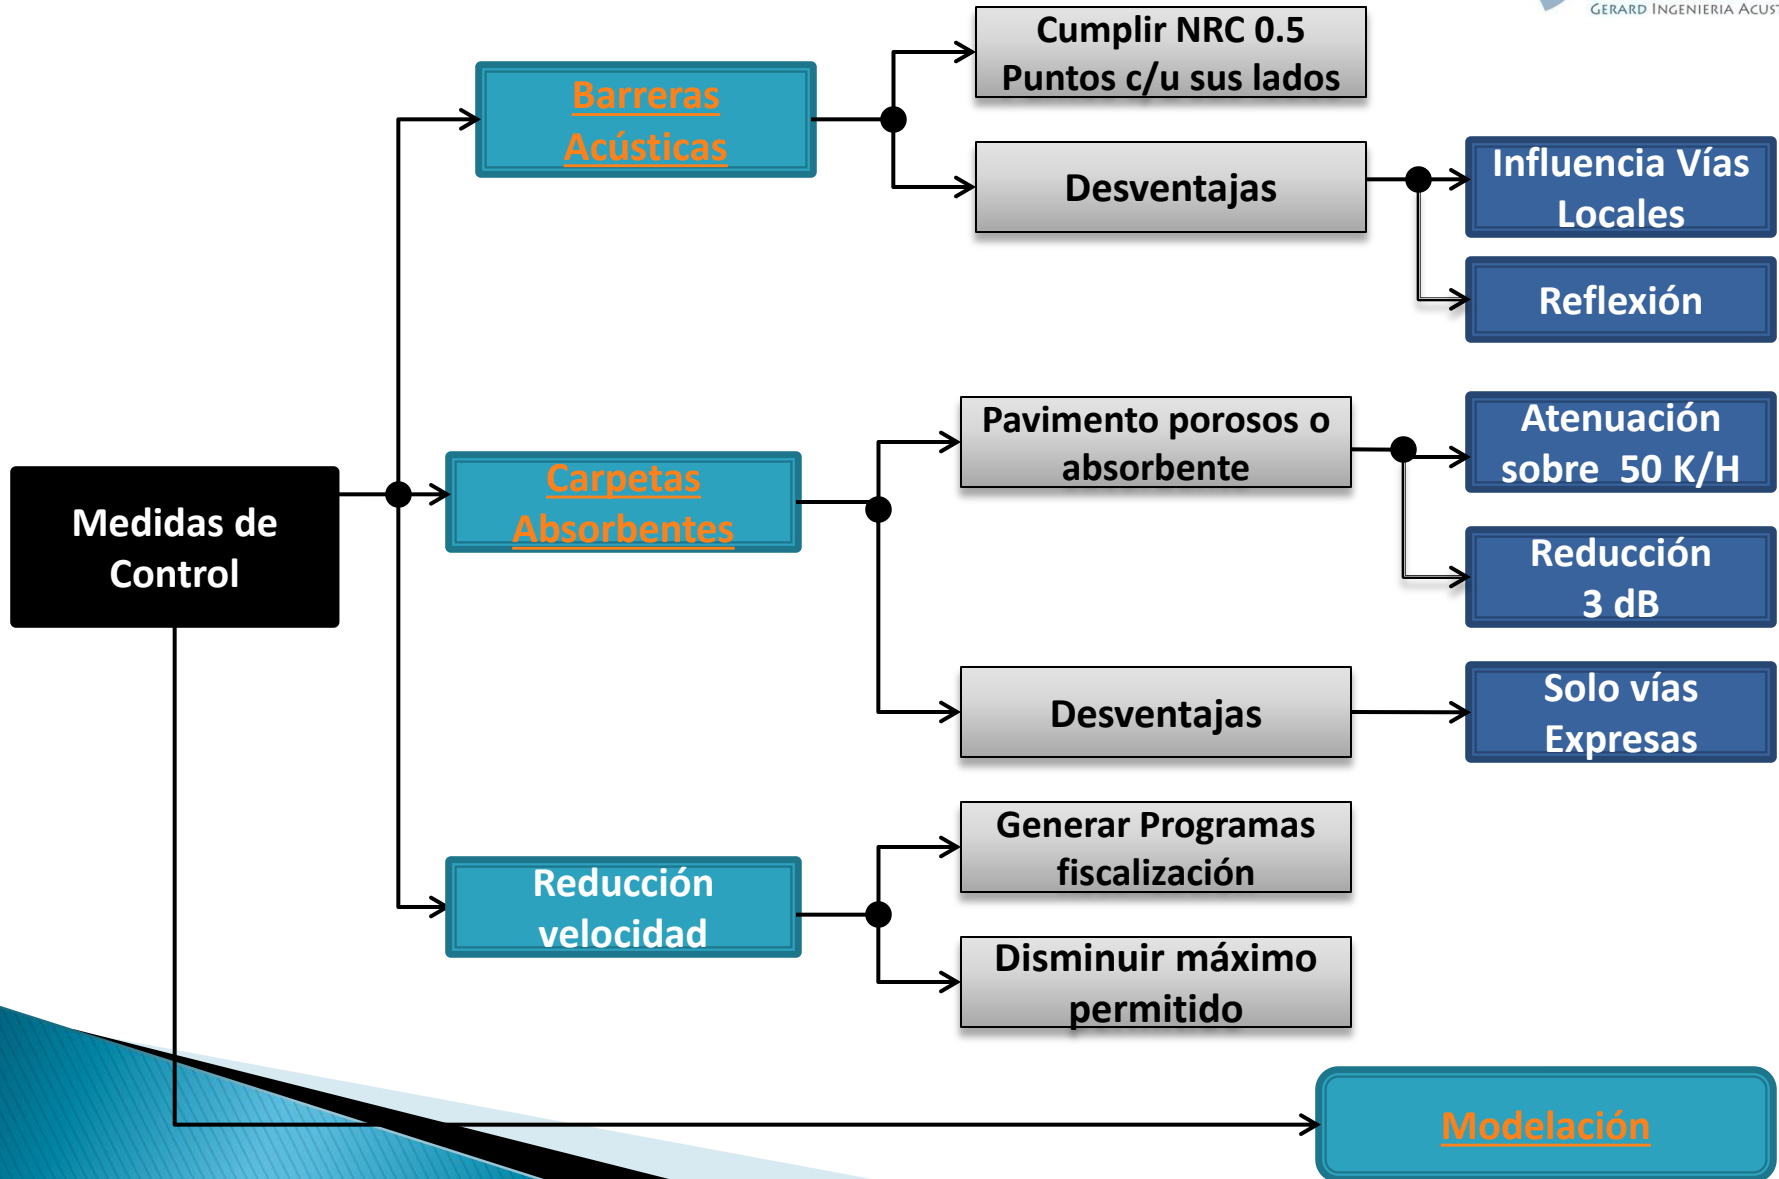 GERARD INGENIERIA
Cumplir NRC 0.5
Puntos c/u sus lados
Barreras
Acústicas
Desventajas
Influencia Vías
Locales
Reflexión
Pavimento porosos o
absorbente
Atenuación
sobre 50 K/H
Carpetas
Absorbentes
Medidas de
Control
Reducción
3 dB
Desventajas
Solo vías
Expresas
Generar Programas
fiscalización
Reducción
velocidad
Disminuir máximo
permitido
Modelación